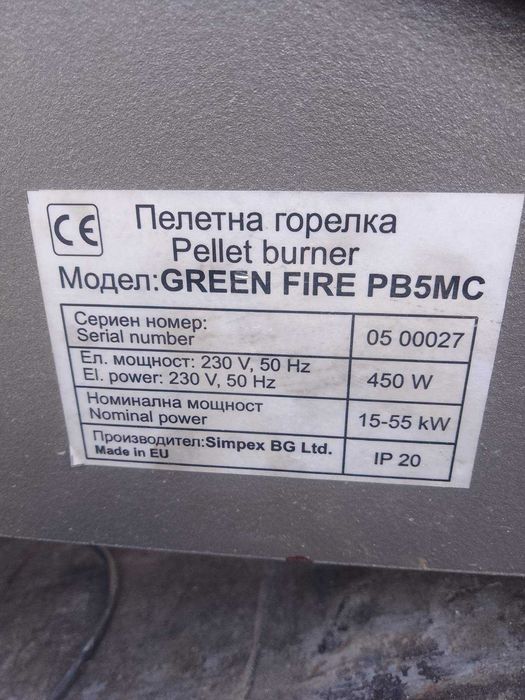 CE
Пелетна горелка
Pellet burner
Модел:GREEN FIRE PB5MC
Сериен номер:
Serial number
05 00027
Ел. мощност: 230 V, 50 Hz
El. power: 230 V, 50 Hz
450 W
Номинална мощност
Nominal power
15-55 kW
Производител:Simpex BG Ltd.
Made in EU
IP 20